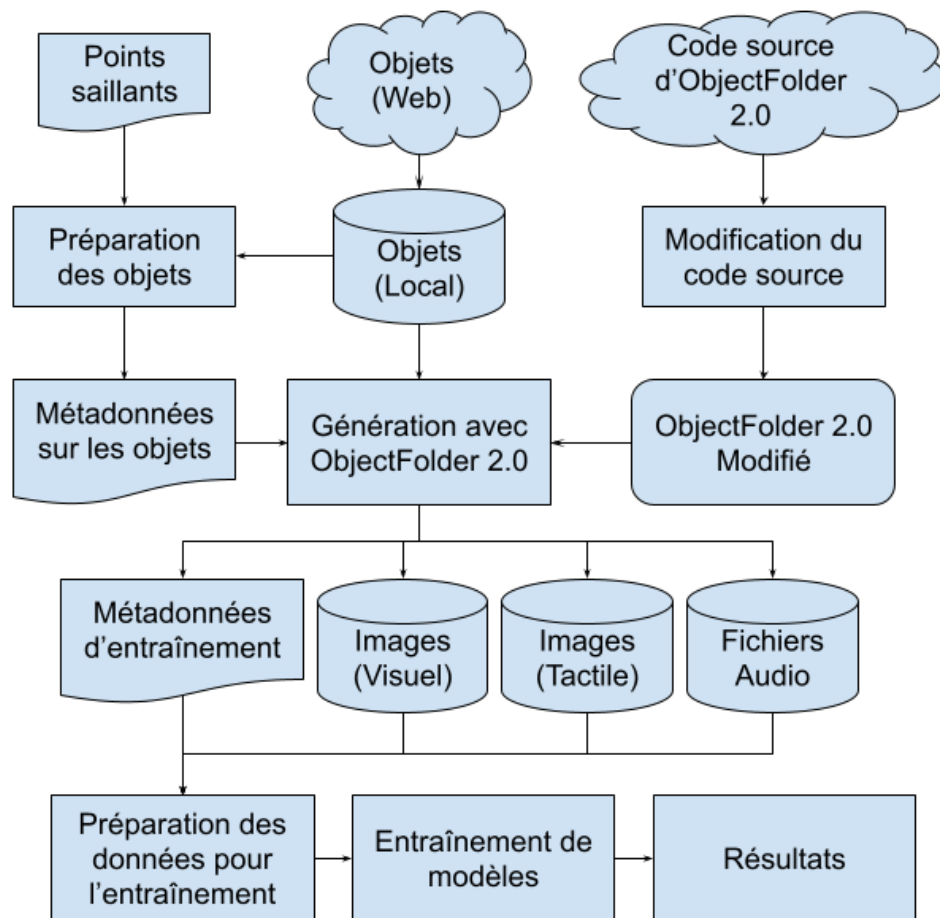 Points
saillants
Objets
(Web)
Code source
d'ObjectFolder
2.0
Préparation
des objets
Objets
(Local)
Modification du
code source
Métadonnées
sur les objets
Génération avec
ObjectFolder 2.0
ObjectFolder 2.0
Modifié
Métadonnées
d'entraînement
Images
(Visuel)
Images
(Tactile)
Fichiers
Audio
Préparation des
données pour
l'entraînement
Entraînement de
modèles
Résultats